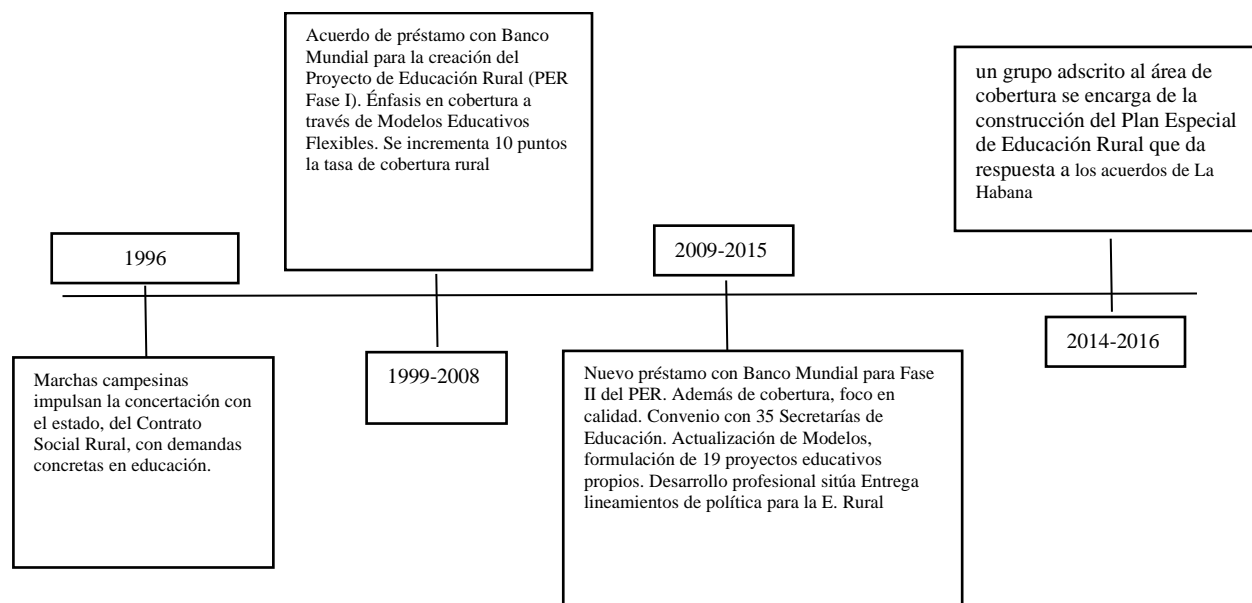 1996
Marchas campesinas
impulsan la concertación con
el estado, del Contrato
Social Rural, con demandas
concretas en educación.
Acuerdo de préstamo con Banco
Mundial para la creación del
Proyecto de Educación Rural (PER
Fase I). Énfasis en cobertura a
través de Modelos Educativos
Flexibles. Se incrementa 10 puntos
la tasa de cobertura rural
1999-2008
2009-2015
Nuevo préstamo con Banco Mundial para Fase
II del PER. Además de cobertura, foco en
calidad. Convenio con 35 Secretarías de
Educación. Actualización de Modelos,
formulación de 19 proyectos educativos
propios. Desarrollo profesional sitúa Entrega
lineamientos de política para la E. Rural
un grupo adscrito al área de
cobertura se encarga de la
construcción del Plan Especial
de Educación Rural que da
respuesta a los acuerdos de La
Habana
2014-2016